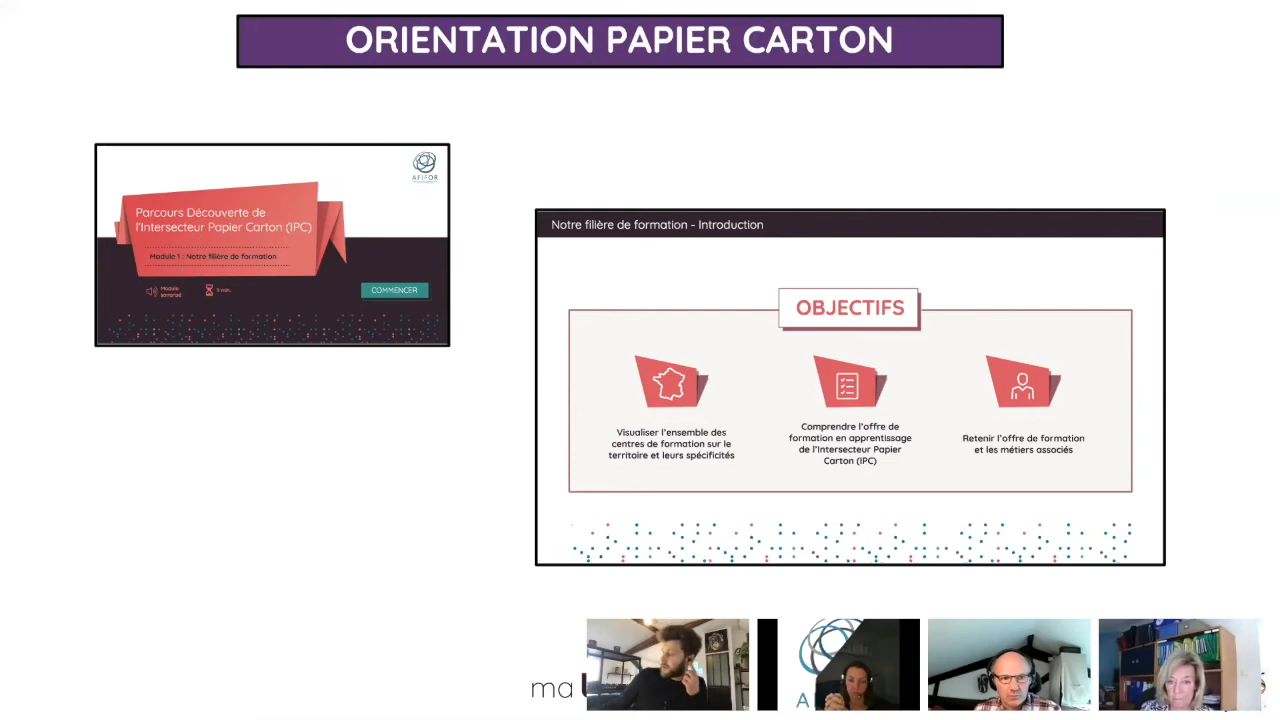 ORIENTATION PAPIER CARTON
AFIFOR
Parcours Découverte de
l'Intersecteur Papier Carton (IPC)
Module 1 : Notre filière de formation
Module
sonorisé
COMMENCER
Notre filière de formation - Introduction
OBJECTIFS
Visualiser l'ensemble des
centres de formation sur le
territoire et leurs spécificités
Comprendre l'offre de
formation en apprentissage
de l'Intersecteur Papier
Carton (IPC)
Retenir l'offre de formation
et les métiers associés
ma